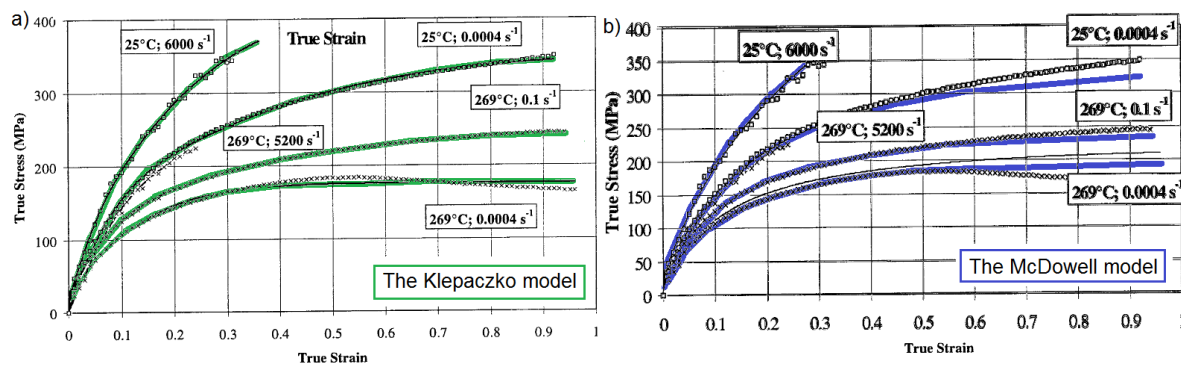 a)
True Stress (MPa)
400
300
200
100
0
25°C; 6000 s⁻¹
True Strain
25°C; 0.0004 s⁻¹
269°C; 0.1 s⁻¹
269°C; 5200 s⁻¹
269°C; 0.0004 s⁻¹
The Klepaczko model
0 0.1 0.2 0.3 0.4 0.5 0.6 0.7 0.8 0.9 1
True Strain
b)
True Stress (MPa)
400
350
300
250
200
150
100
50
0
25°C; 6000 s⁻¹
25°C; 0.0004 s⁻¹
269°C; 0.1 s⁻¹
269°C; 5200 s⁻¹
269°C; 0.0004 s⁻¹
The McDowell model
0 0.1 0.2 0.3 0.4 0.5 0.6 0.7 0.8 0.9 1
True Strain